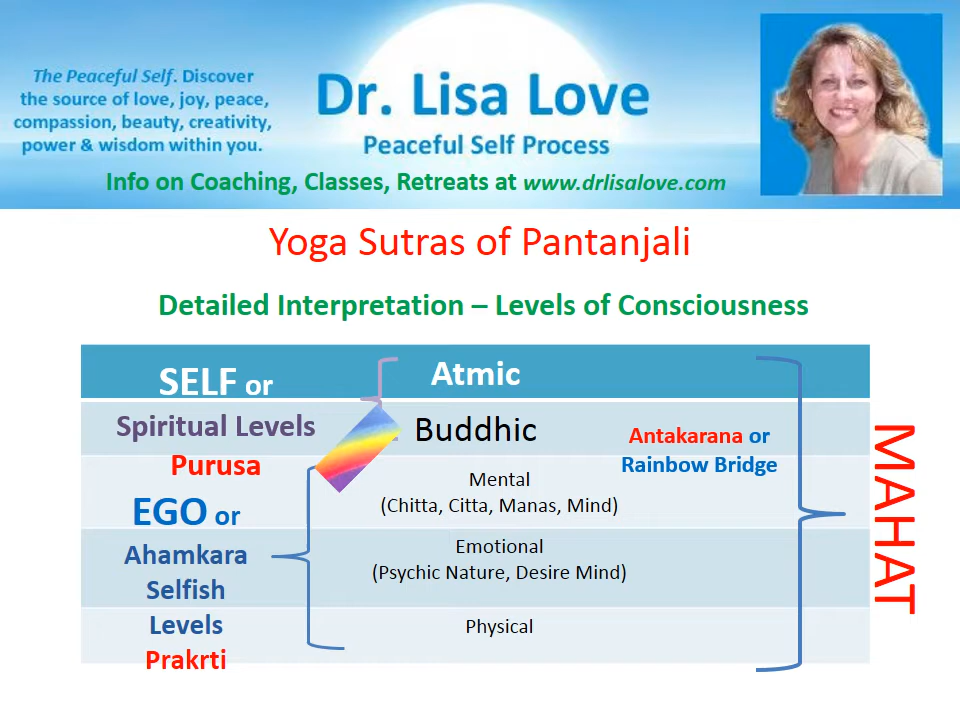 The Peaceful Self. Discover
the source of love, joy, peace,
compassion, beauty, creativity,
power & wisdom within you.
Dr. Lisa Love
Peaceful Self Process
Info on Coaching, Classes, Retreats at www.drlisalove.com
Yoga Sutras of Pantanjali
Detailed Interpretation – Levels of Consciousness
SELF or
Spiritual Levels
Purusa
EGO or
Ahamkara
Selfish
Levels
Prakrti
Atmic
Buddhic
Mental
(Chitta, Citta, Manas, Mind)
Emotional
(Psychic Nature, Desire Mind)
Physical
Antakarana or
Rainbow Bridge
MAHAT